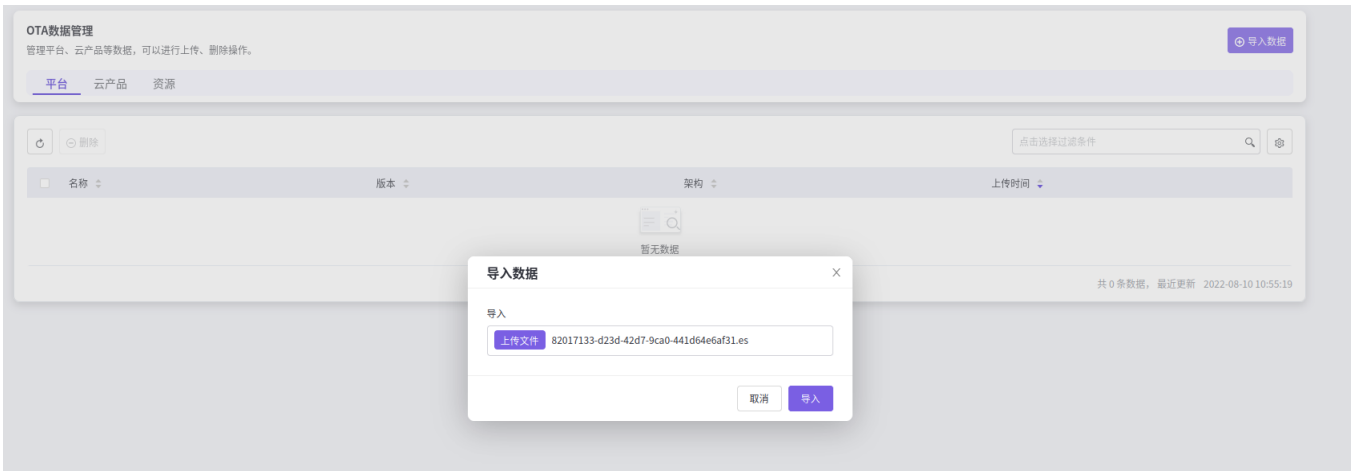 OTA数据管理
管理平台、云产品等数据，可以进行上传、删除操作。
导入数据
平台 云产品 资源
删除 点击选择过滤条件
名称 版本 架构 上传时间
暂无数据
共 0 条数据， 最近更新 2022-08-10 10:55:19
导入数据
导入
上传文件 82017133-d23d-42d7-9ca0-441d64e6af31.es
取消 导入